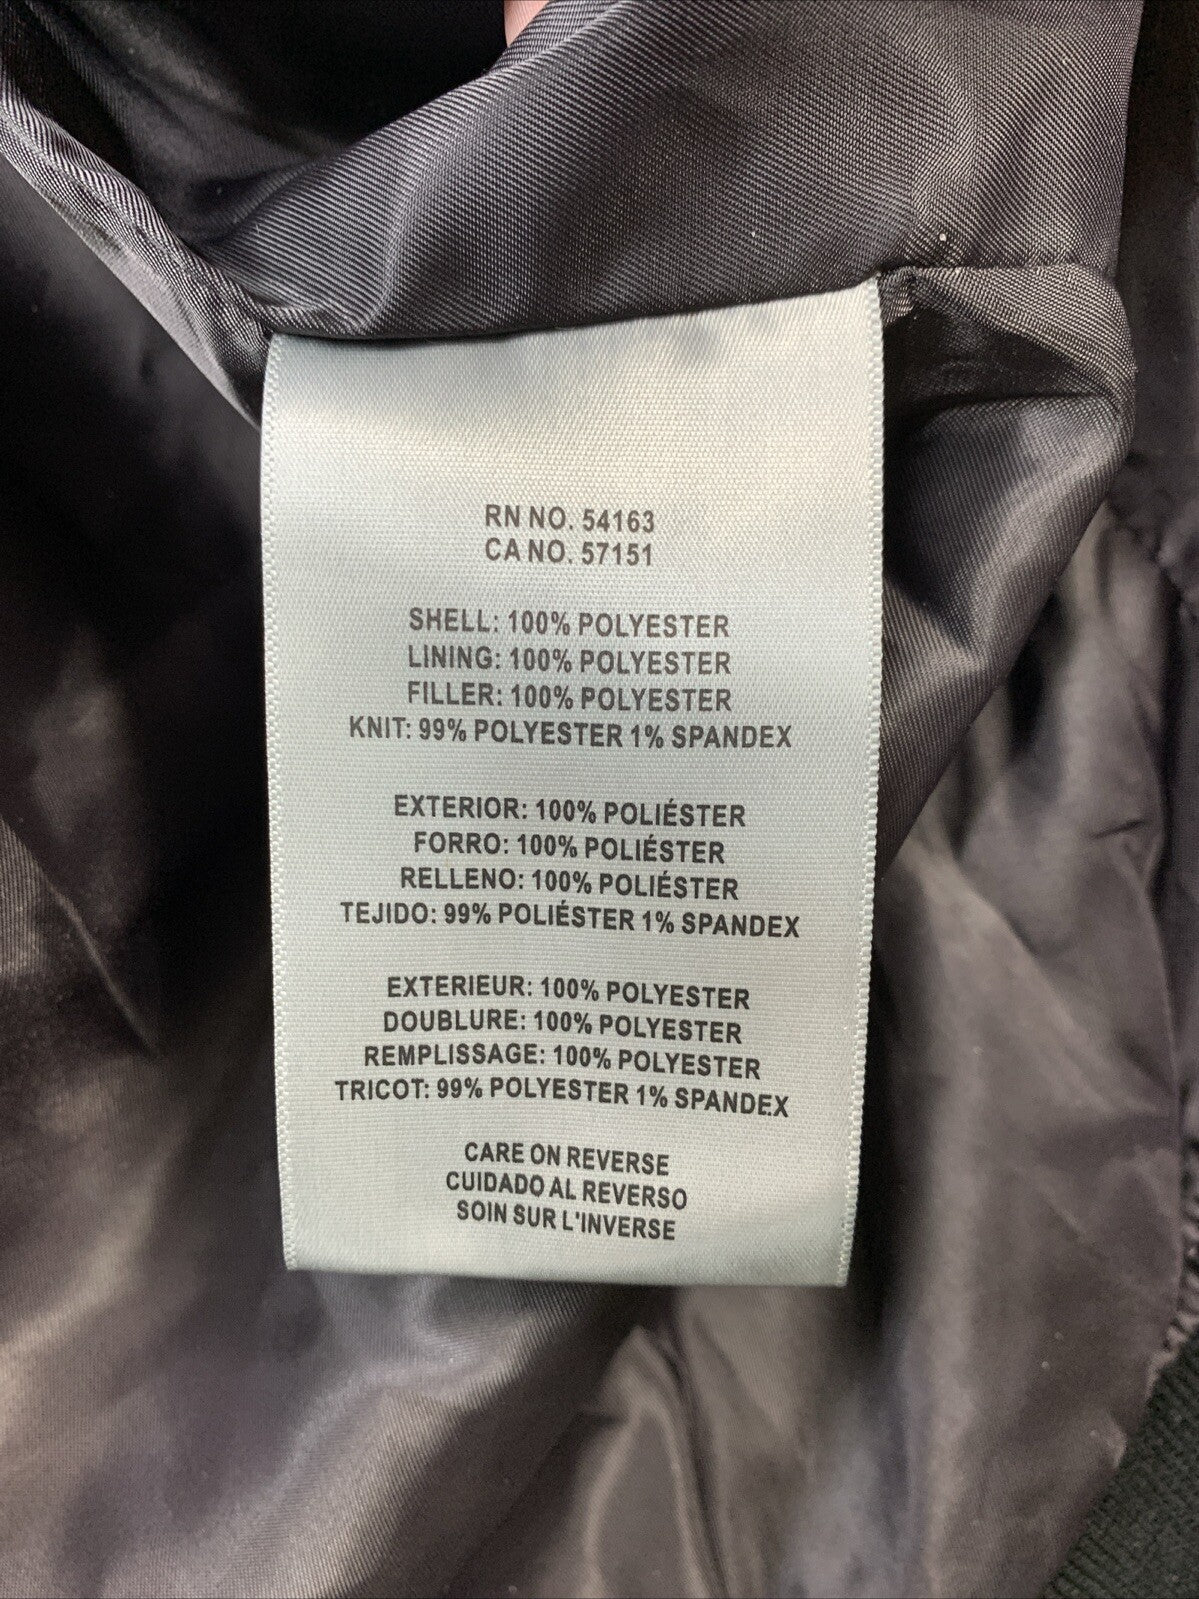 RN NO. 54163
CA NO. 57151
SHELL: 100% POLYESTER
LINING: 100% POLYESTER
FILLER: 100% POLYESTER
KNIT: 99% POLYESTER 1% SPANDEX
EXTERIOR: 100% POLIÉSTER
FORRO: 100% POLIÉSTER
RELLENO: 100% POLIÉSTER
TEJIDO: 99% POLIÉSTER 1% SPANDEX
EXTERIEUR: 100% POLYESTER
DOUBLURE: 100% POLYESTER
REMPLISSAGE: 100% POLYESTER
TRICOT: 99% POLYESTER 1% SPANDEX
CARE ON REVERSE
CUIDADO AL REVERSO
SOIN SUR L'INVERSE